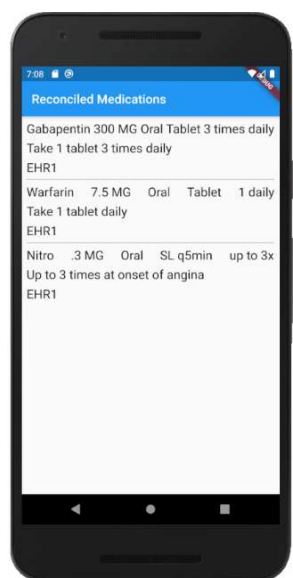 7:08
DEBUG
Reconciled Medications
Gabapentin 300 MG Oral Tablet 3 times daily
Take 1 tablet 3 times daily
EHR1
Warfarin 7.5 MG Oral Tablet 1 daily
Take 1 tablet daily
EHR1
Nitro .3 MG Oral SL q5min up to 3x
Up to 3 times at onset of angina
EHR1